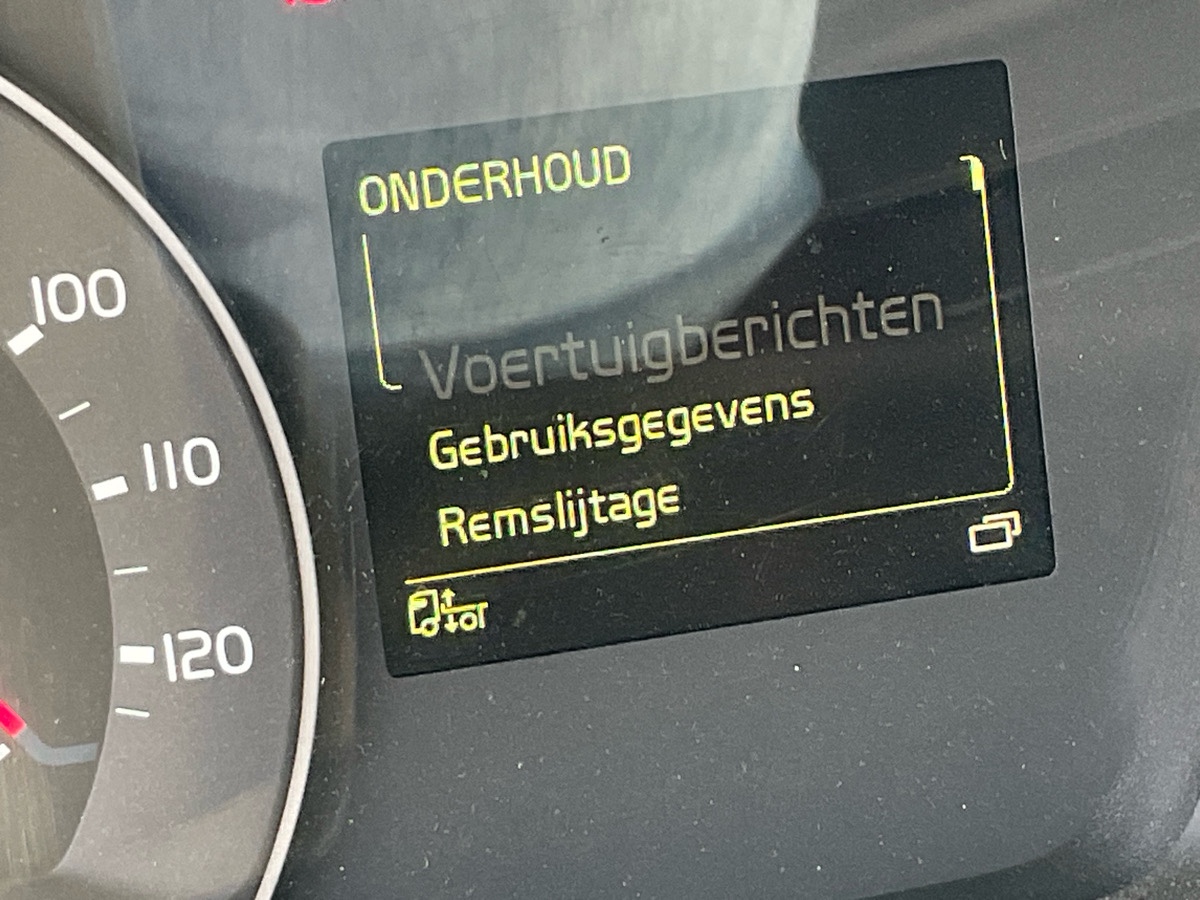 ONDERHOUD
Voertuigberichten
Gebruiksgegevens
Remslijtage
100
110
120